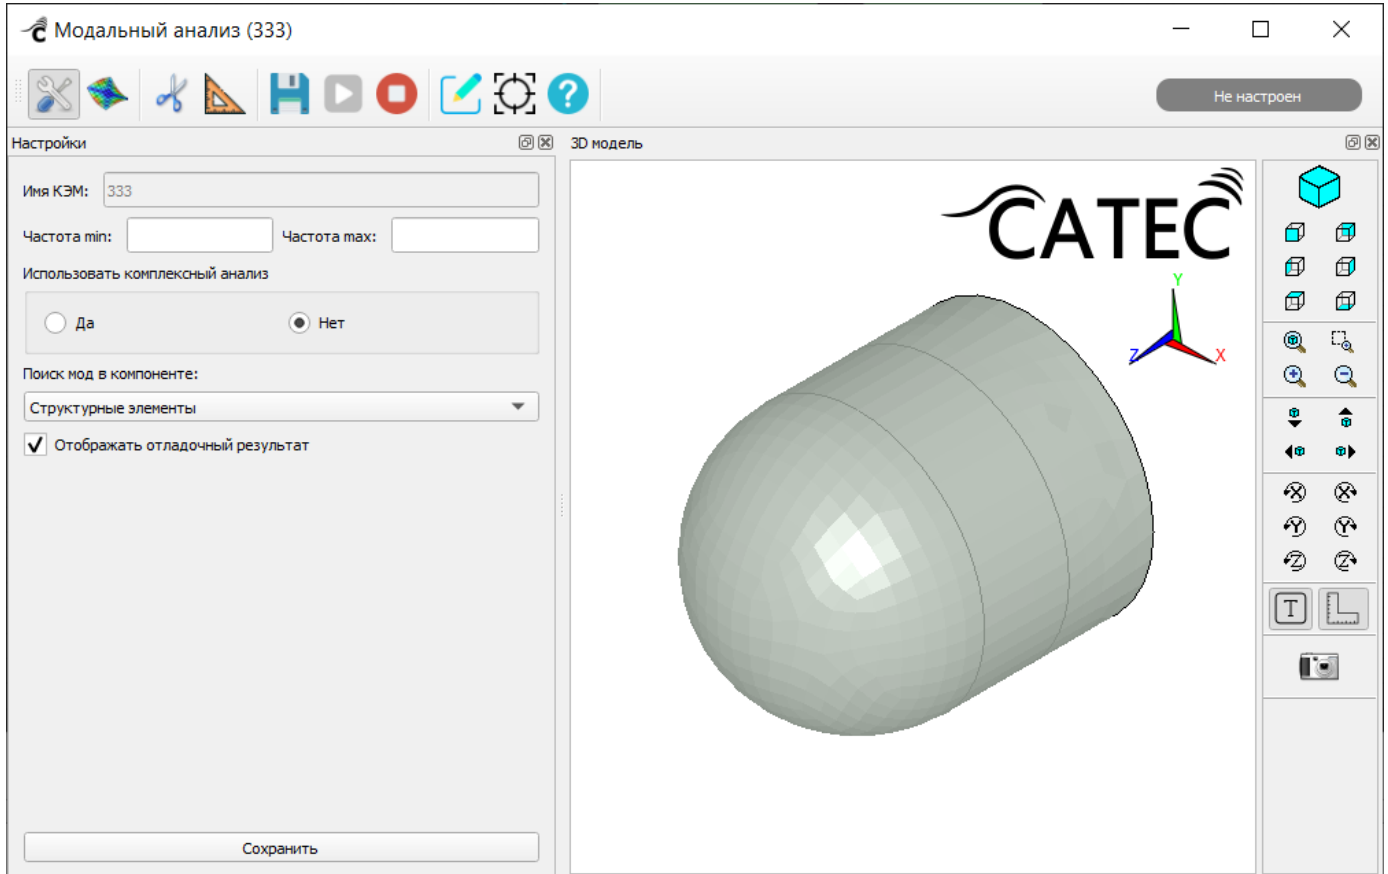 Модальный анализ (333)
Не настроен
Настройки
3D модель
Имя КЭМ: 333
Частота min: Частота max:
Использовать комплексный анализ
Да Нет
Поиск мод в компоненте:
Структурные элементы
Отображать отладочный результат
Сохранить
CATEC
Y
Z X
X X
Y Y
Z Z
T